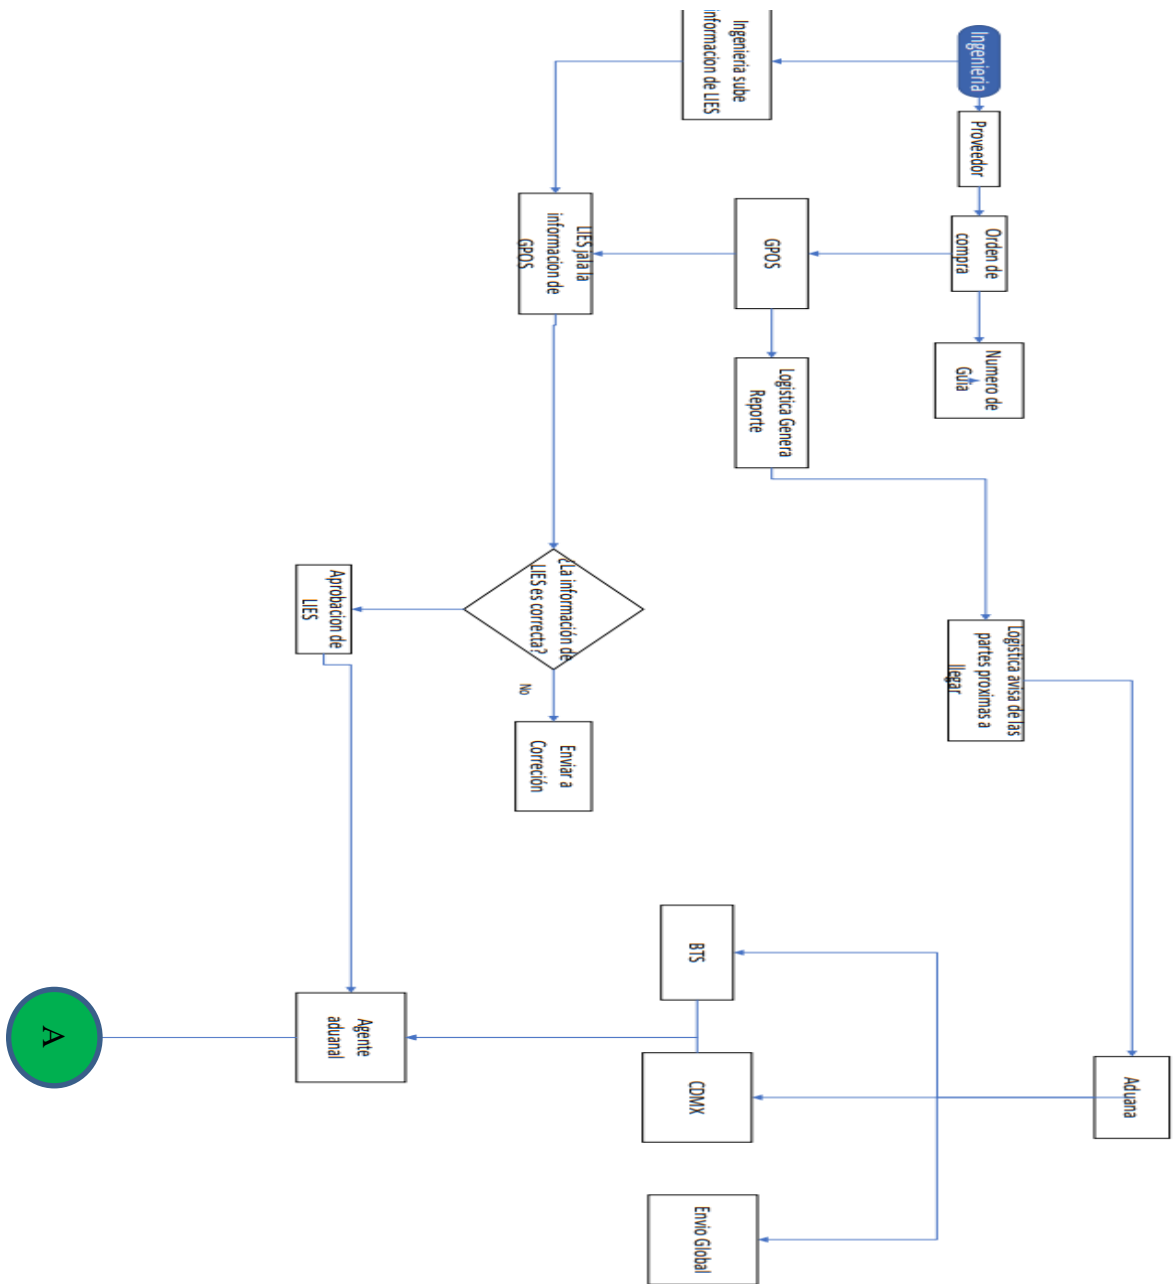 Ingenieria
Proveedor
Orden de
compra
Numero de
Guia
Ingenieria sube
informacion de LIES
GPOS
Logistica Genera
Reporte
Logistica avisa de las
partes proximas a
llegar
Aduana
LIES jala la
informacion de
GPOS
¿La información de
LIES es correcta?
No
Enviar a
Correción
Aprobacion de
LIES
BTS
CDMX
Envio Global
Agente
aduanal
A